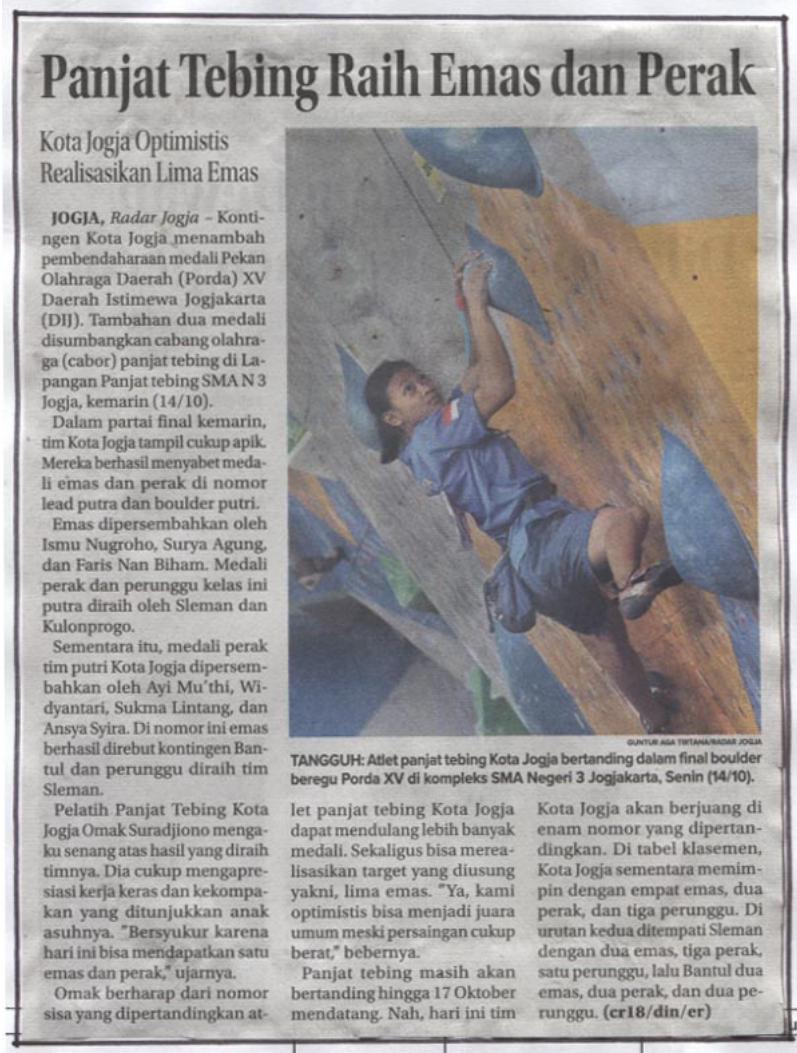 Panjat Tebing Raih Emas dan Perak
Kota Jogja Optimistis
Realisasikan Lima Emas
JOGJA, Radar Jogja – Konti-
ngen Kota Jogja menambah
pembendaharaan medali Pekan
Olahraga Daerah (Porda) XV
Daerah Istimewa Jogjakarta
(DIJ). Tambahan dua medali
disumbangkan cabang olahra-
ga (cabor) panjat tebing di La-
pangan Panjat tebing SMA N 3
Jogja, kemarin (14/10).
Dalam partai final kemarin,
tim Kota Jogja tampil cukup apik.
Mereka berhasil menyabet meda-
li emas dan perak di nomor
lead putra dan boulder putri.
Emas dipersembahkan oleh
Ismu Nugroho, Surya Agung,
dan Faris Nan Biham. Medali
perak dan perunggu kelas ini
putra diraih oleh Sleman dan
Kulonprogo.
Sementara itu, medali perak
tim putri Kota Jogja dipersem-
bahkan oleh Ayi Mu'thi, Wi-
dyantari, Sukma Lintang, dan
Ansya Syira. Di nomor ini emas
berhasil direbut kontingen Ban-
tul dan perunggu diraih tim
Sleman.
Pelatih Panjat Tebing Kota
Jogja Omak Suradjiono menga-
ku senang atas hasil yang diraih
timnya. Dia cukup mengapre-
siasi kerja keras dan kekompa-
kan yang ditunjukkan anak
asuhnya. "Bersyukur karena
hari ini bisa mendapatkan satu
emas dan perak," ujarnya.
Omak berharap dari nomor
sisa yang dipertandingkan at-
GUNTUR AGA TIRTANA/RADAR JOGJA
TANGGUH: Atlet panjat tebing Kota Jogja bertanding dalam final boulder
beregu Porda XV di kompleks SMA Negeri 3 Jogjakarta, Senin (14/10).
let panjat tebing Kota Jogja
dapat mendulang lebih banyak
medali. Sekaligus bisa merea-
lisasikan target yang diusung
yakni, lima emas. "Ya, kami
optimistis bisa menjadi juara
umum meski persaingan cukup
berat," bebernya.
Panjat tebing masih akan
bertanding hingga 17 Oktober
mendatang. Nah, hari ini tim
Kota Jogja akan berjuang di
enam nomor yang dipertan-
dingkan. Di tabel klasemen,
Kota Jogja sementara memim-
pin dengan empat emas, dua
perak, dan tiga perunggu. Di
urutan kedua ditempati Sleman
dengan dua emas, tiga perak,
satu perunggu, lalu Bantul dua
emas, dua perak, dan dua pe-
runggu. (cr18/din/er)